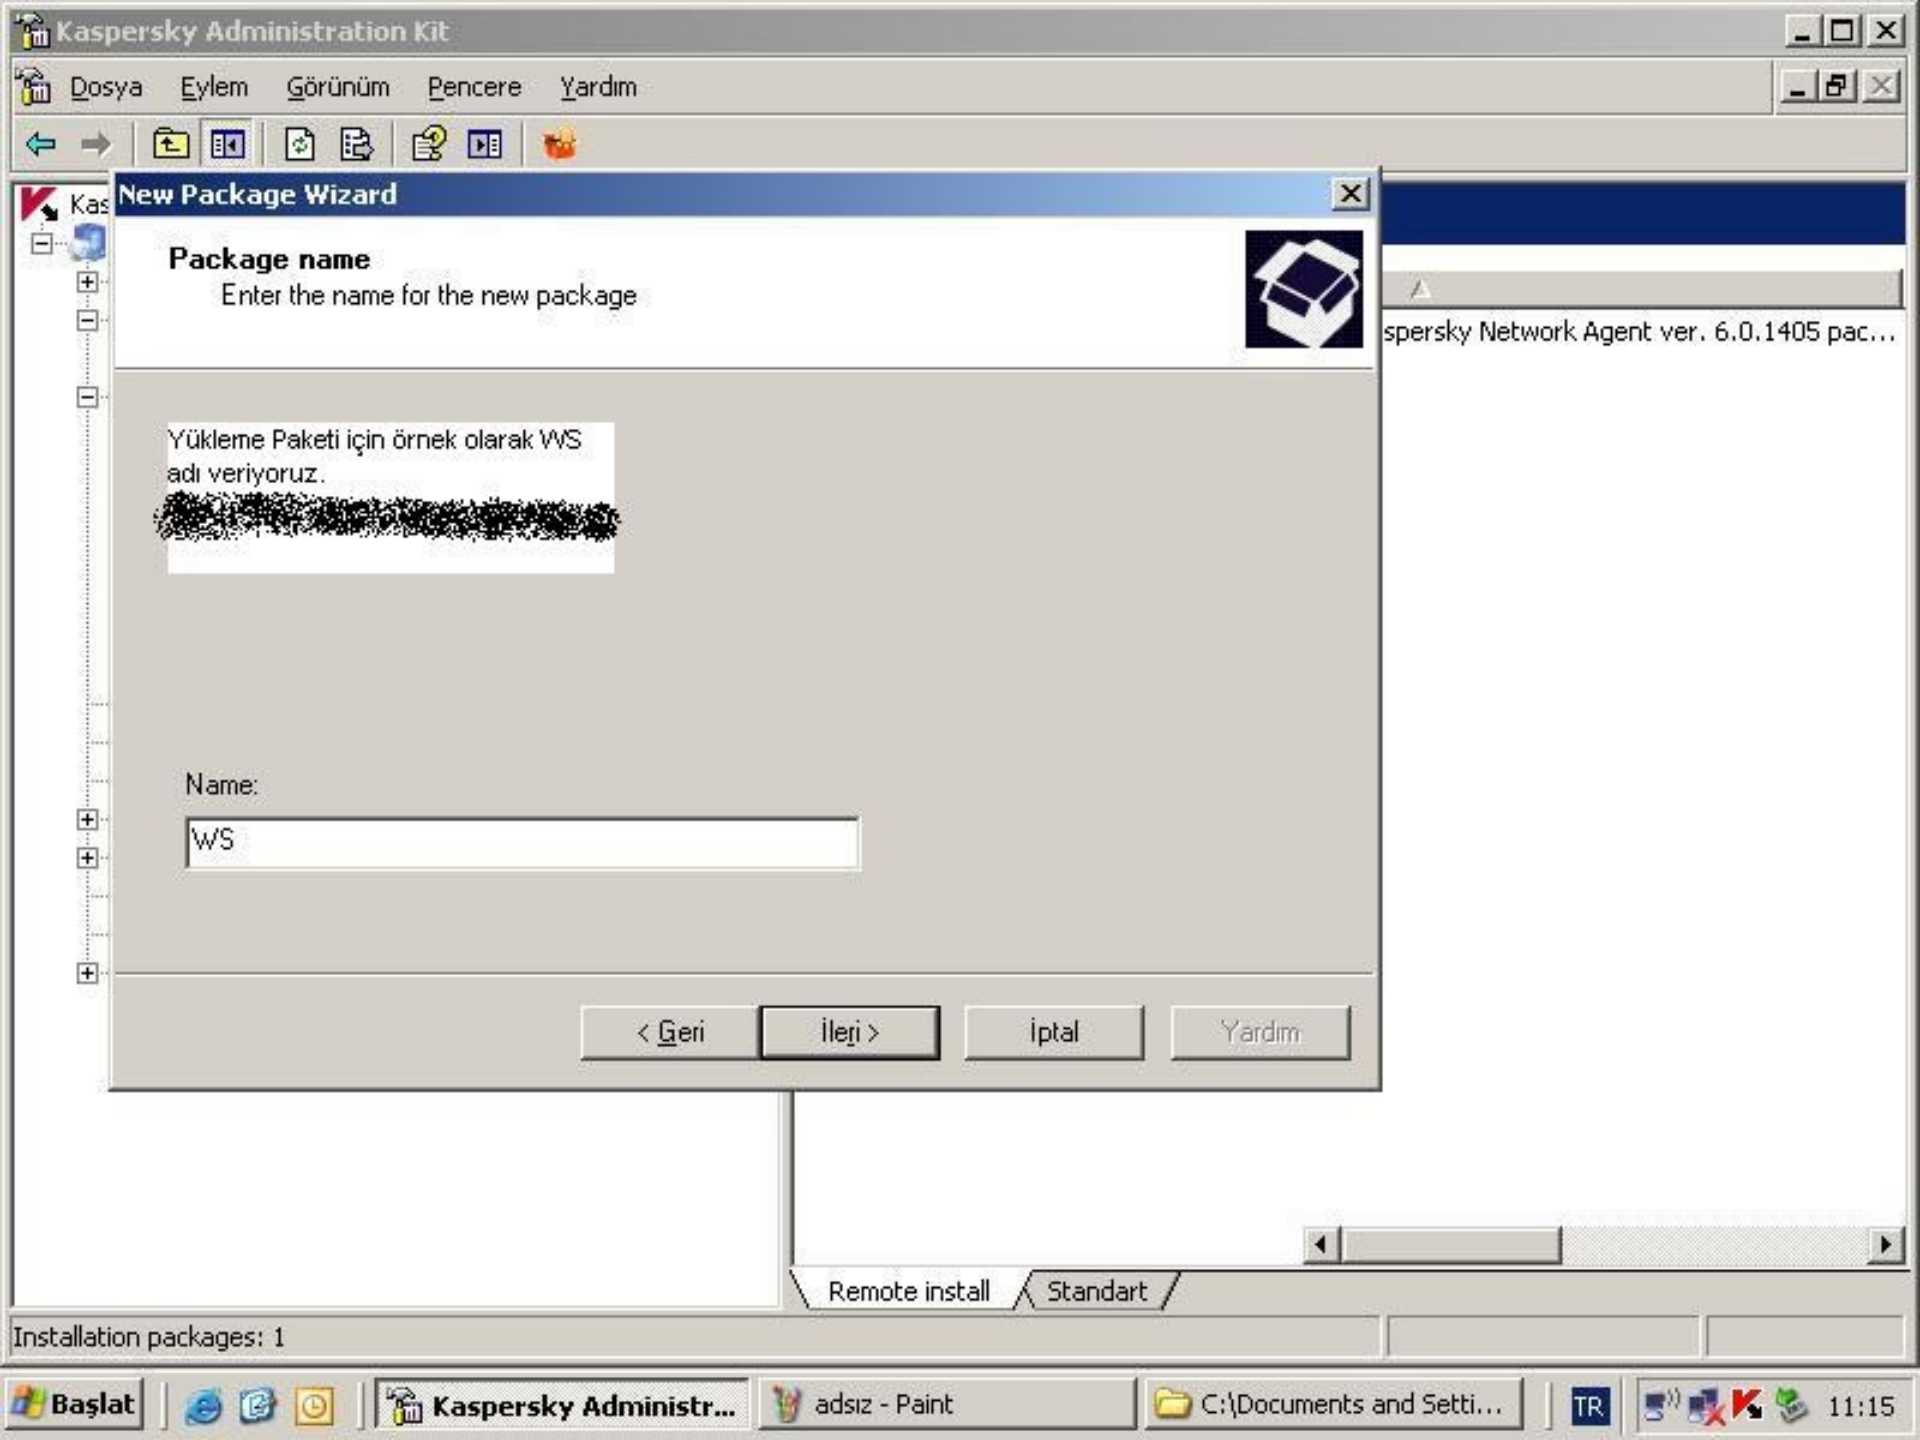 Kaspersky Administration Kit
Dosya Eylem Görünüm Pencere Yardım
Kas
New Package Wizard
Package name
Enter the name for the new package
spersky Network Agent ver. 6.0.1405 pac...
Yükleme Paketi için örnek olarak WS
adı veriyoruz.
Name:
WS
< Geri İleri > İptal Yardım
Remote install Standart
Installation packages: 1
Başlat Kaspersky Administr... adsız - Paint C:\Documents and Setti... TR 11:15